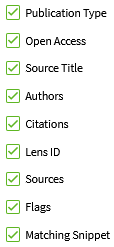 Publication Type
Open Access
Source Title
Authors
Citations
Lens ID
Sources
Flags
Matching Snippet